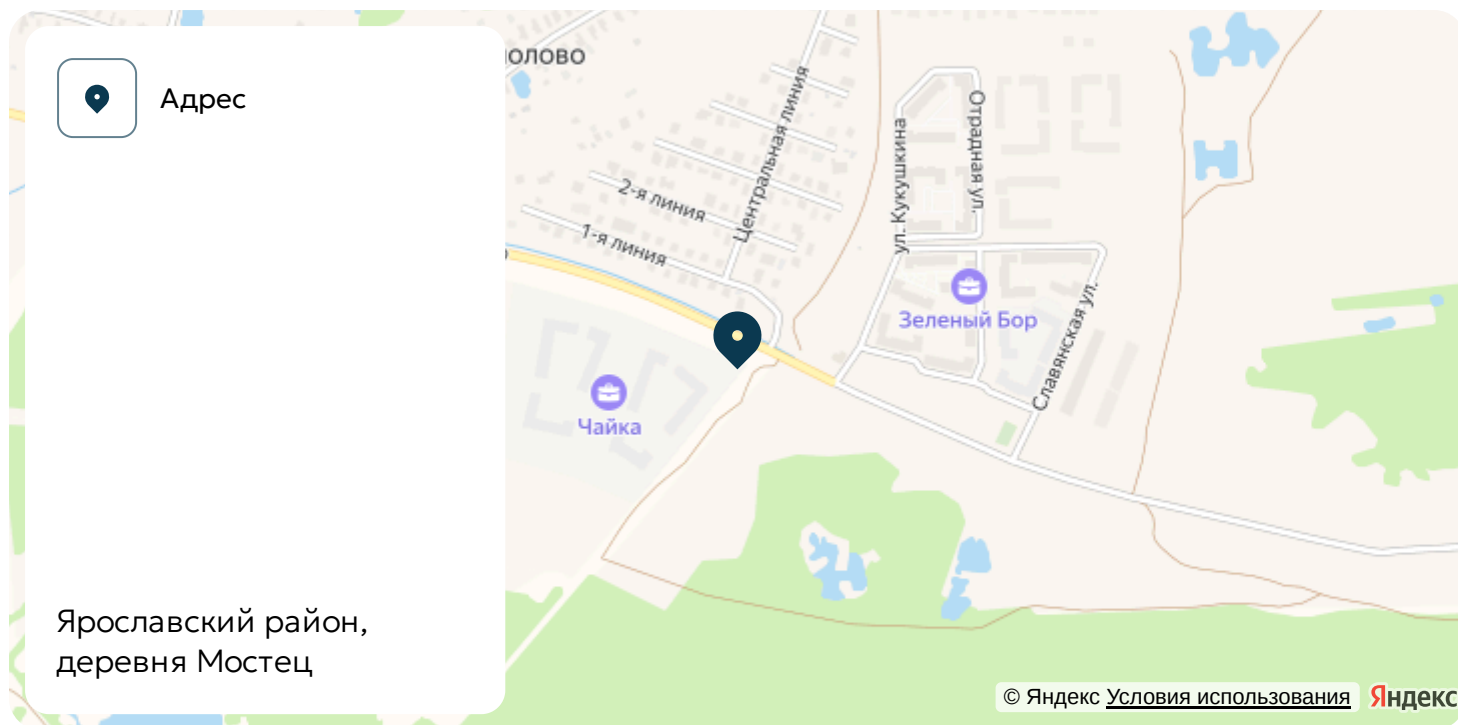 Адрес
Ярославский район,
деревня Мостец
Центральная линия
2-я линия
1-я линия
ул. Кукушкина
Отрадная ул.
Зеленый Бор
Славянская ул.
Чайка
© Яндекс Условия использования
Яндекс